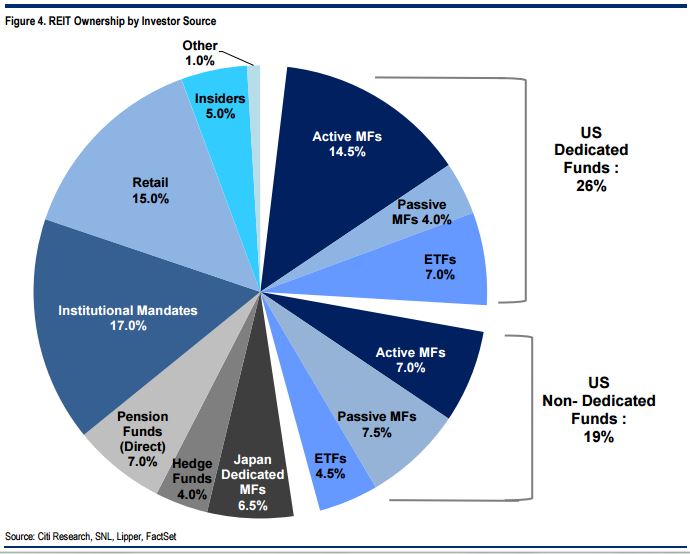 Figure 4. REIT Ownership by Investor Source
Other
1.0%
Insiders
5.0%
Active MFs
14.5%
US
Dedicated
Funds :
26%
Retail
15.0%
Passive
MFs 4.0%
ETFs
7.0%
Institutional Mandates
17.0%
Active MFs
7.0%
US
Non- Dedicated
Funds :
19%
Passive MFs
7.5%
Pension
Funds
(Direct)
7.0%
Hedge
Funds
4.0%
Japan
Dedicated
MFs
6.5%
ETFs
4.5%
Source: Citi Research, SNL, Lipper, FactSet